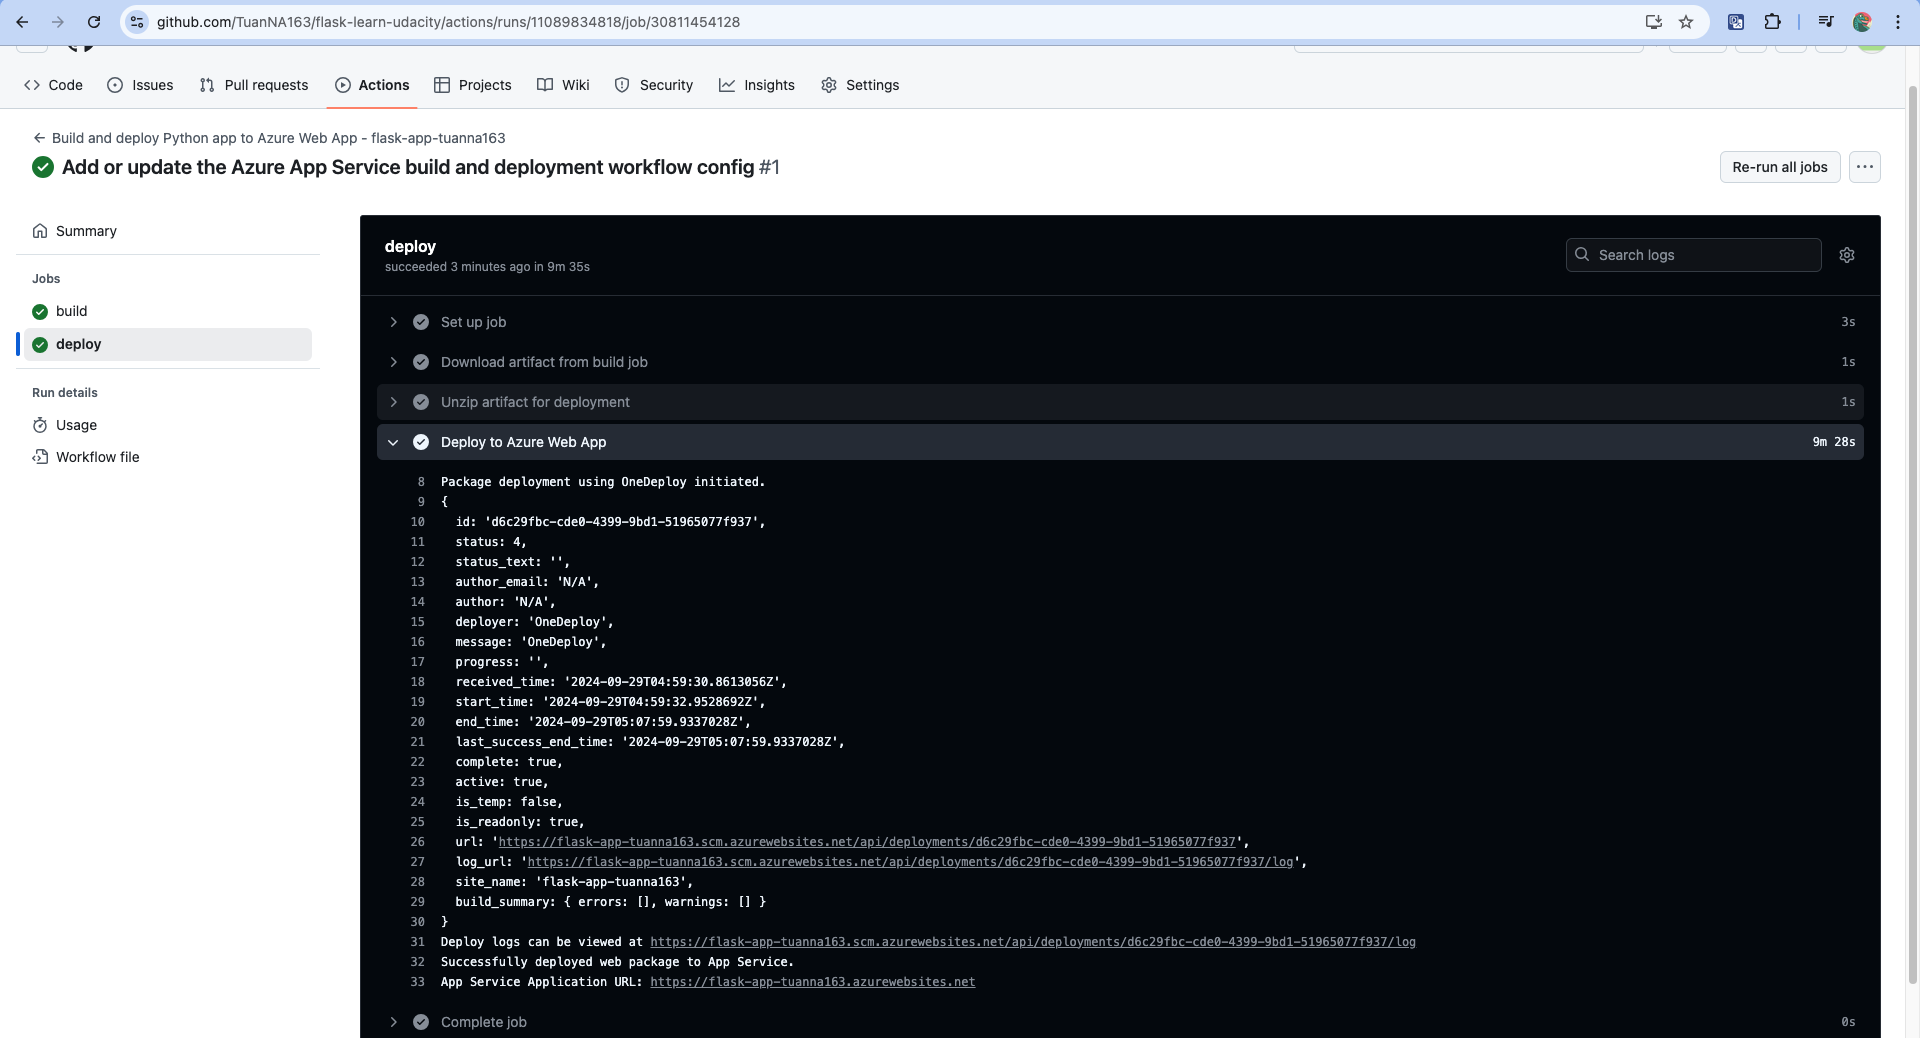 github.com/TuanNA163/flask-learn-udacity/actions/runs/11089834818/job/30811454128
Code Issues Pull requests Actions Projects Wiki Security Insights Settings
Build and deploy Python app to Azure Web App - flask-app-tuanna163
Add or update the Azure App Service build and deployment workflow config #1
Re-run all jobs
Summary
Jobs
build
deploy
Run details
Usage
Workflow file
deploy
succeeded 3 minutes ago in 9m 35s
Search logs
Set up job 3s
Download artifact from build job 1s
Unzip artifact for deployment 1s
Deploy to Azure Web App 9m 28s
8 Package deployment using OneDeploy initiated.
9 {
10 id: 'd6c29fbc-cde0-4399-9bd1-51965077f937',
11 status: 4,
12 status_text: '',
13 author_email: 'N/A',
14 author: 'N/A',
15 deployer: 'OneDeploy',
16 message: 'OneDeploy',
17 progress: '',
18 received_time: '2024-09-29T04:59:30.8613056Z',
19 start_time: '2024-09-29T04:59:32.9528692Z',
20 end_time: '2024-09-29T05:07:59.9337028Z',
21 last_success_end_time: '2024-09-29T05:07:59.9337028Z',
22 complete: true,
23 active: true,
24 is_temp: false,
25 is_readonly: true,
26 url: 'https://flask-app-tuanna163.scm.azurewebsites.net/api/deployments/d6c29fbc-cde0-4399-9bd1-51965077f937',
27 log_url: 'https://flask-app-tuanna163.scm.azurewebsites.net/api/deployments/d6c29fbc-cde0-4399-9bd1-51965077f937/log',
28 site_name: 'flask-app-tuanna163',
29 build_summary: { errors: [], warnings: [] }
30 }
31 Deploy logs can be viewed at https://flask-app-tuanna163.scm.azurewebsites.net/api/deployments/d6c29fbc-cde0-4399-9bd1-51965077f937/log
32 Successfully deployed web package to App Service.
33 App Service Application URL: https://flask-app-tuanna163.azurewebsites.net
Complete job 0s